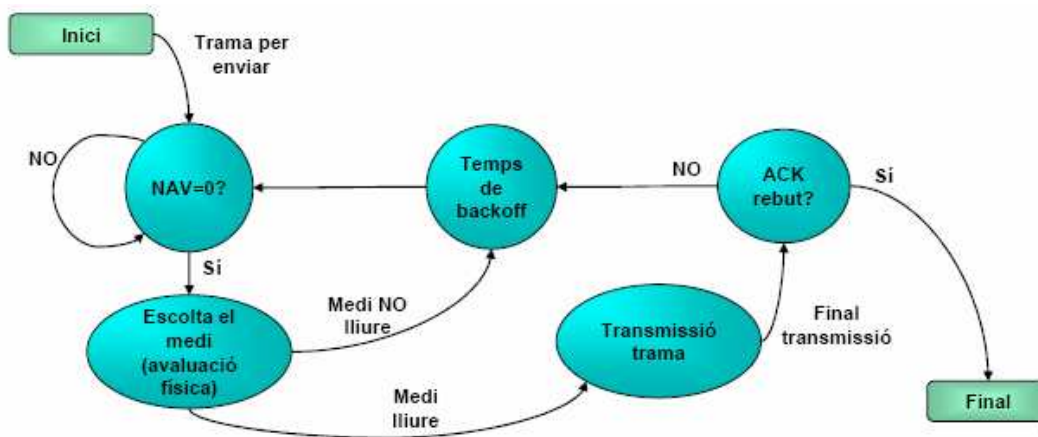 Inici
Trama per
enviar
NO
NAV=0?
Temps
de
backoff
NO
ACK
rebut?
Sí
Sí
Escolta el
medi
(avaluació
física)
Medi NO
lliure
Transmissió
trama
Final
transmissió
Medi
lliure
Final